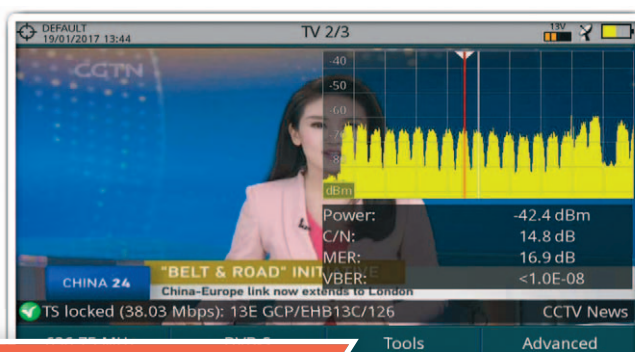 DEFAULT
19/01/2017 13:44
TV 2/3
13V
CGTN
-40
-50
-60
dBm
Power: -42.4 dBm
C/N: 14.8 dB
MER: 16.9 dB
VBER: <1.0E-08
CHINA 24
"BELT & ROAD" INIT
China-Europe link now extends to London
TS locked (38.03 Mbps): 13E GCP/EHB13C/126
CCTV News
Tools
Advanced